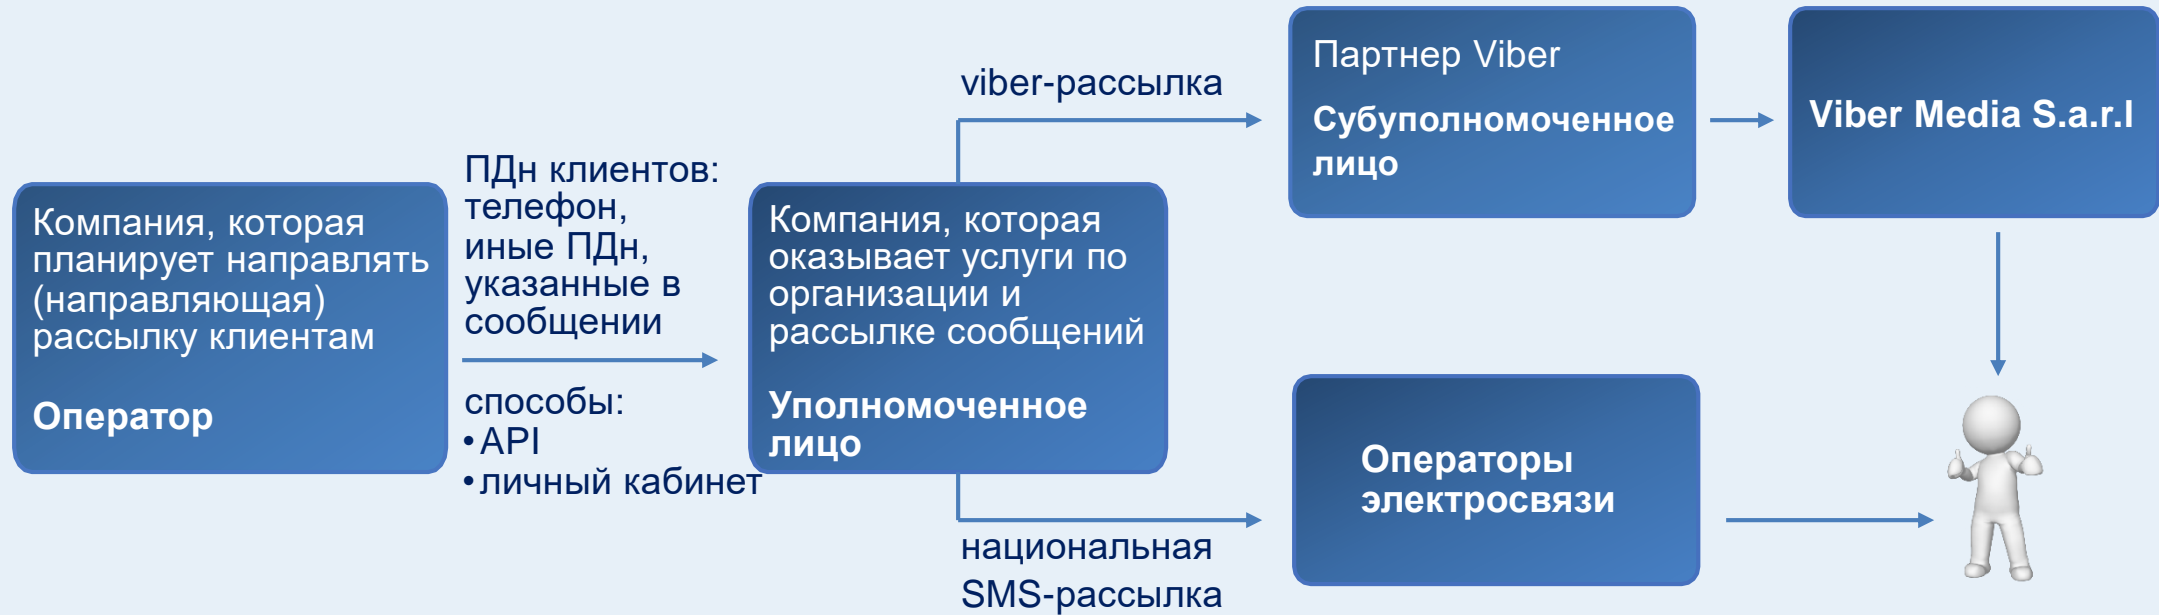 Компания, которая
планирует направлять
(направляющая)
рассылку клиентам
Оператор
ПДн клиентов:
телефон,
иные ПДн,
указанные в
сообщении
способы:
•API
•личный кабинет
Компания, которая
оказывает услуги по
организации и
рассылке сообщений
Уполномоченное
лицо
viber-рассылка
Партнер Viber
Субуполномоченное
лицо
Viber Media S.a.r.l
национальная
SMS-рассылка
Операторы
электросвязи